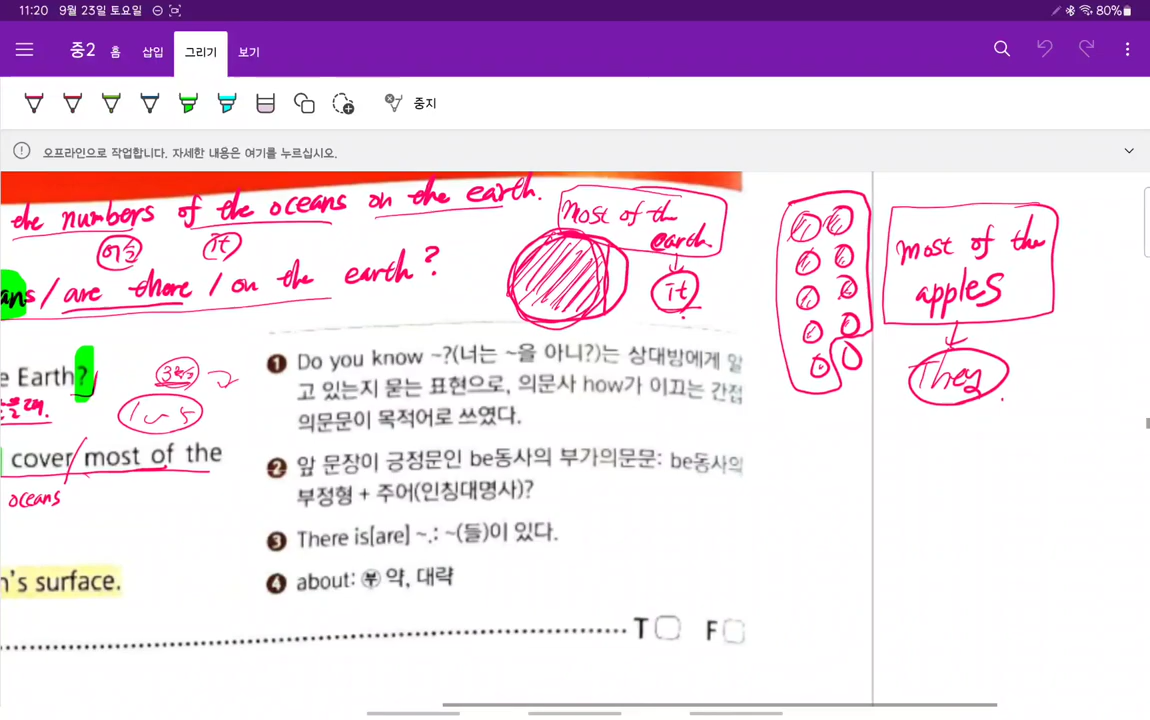 11:20 9월 23일 토요일
80%
중2 홈 삽입 그리기 보기
중지
오프라인으로 작업합니다. 자세한 내용은 여기를 누르십시오.
the numbers of the oceans on the earth.
it
ans / are there / on the earth?
Most of the
earth.
it
Most of the
apples
They
e Earth?
1~5
cover / most of the
oceans
n's surface.
❶ Do you know ~?(너는 ~을 아니?)는 상대방에게 알
고 있는지 묻는 표현으로, 의문사 how가 이끄는 간접
의문문이 목적어로 쓰였다.
❷ 앞 문장이 긍정문인 be동사의 부가의문문: be동사의
부정형 + 주어(인칭대명사)?
❸ There is[are] ~.: ~(들)이 있다.
❹ about: ㉾ 약, 대략
T F